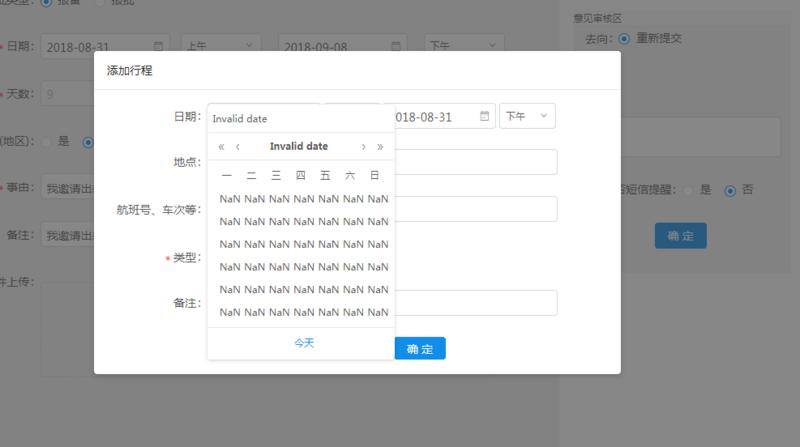 报备 报批
意见审核区
去向： 重新提交
日期： 2018-08-31 上午 2018-09-08 下午
添加行程
天数： 9
日期： 018-08-31 下午
Invalid date
« ‹ Invalid date › »
一 二 三 四 五 六 日
NaN NaN NaN NaN NaN NaN NaN
NaN NaN NaN NaN NaN NaN NaN
NaN NaN NaN NaN NaN NaN NaN
NaN NaN NaN NaN NaN NaN NaN
NaN NaN NaN NaN NaN NaN NaN
NaN NaN NaN NaN NaN NaN NaN
今天
(地区)： 是
地点：
* 事由： 我邀请出
航班号、车次等：
短信提醒： 是 否
备注： 我邀请出
* 类型：
确 定
件上传：
备注：
确 定